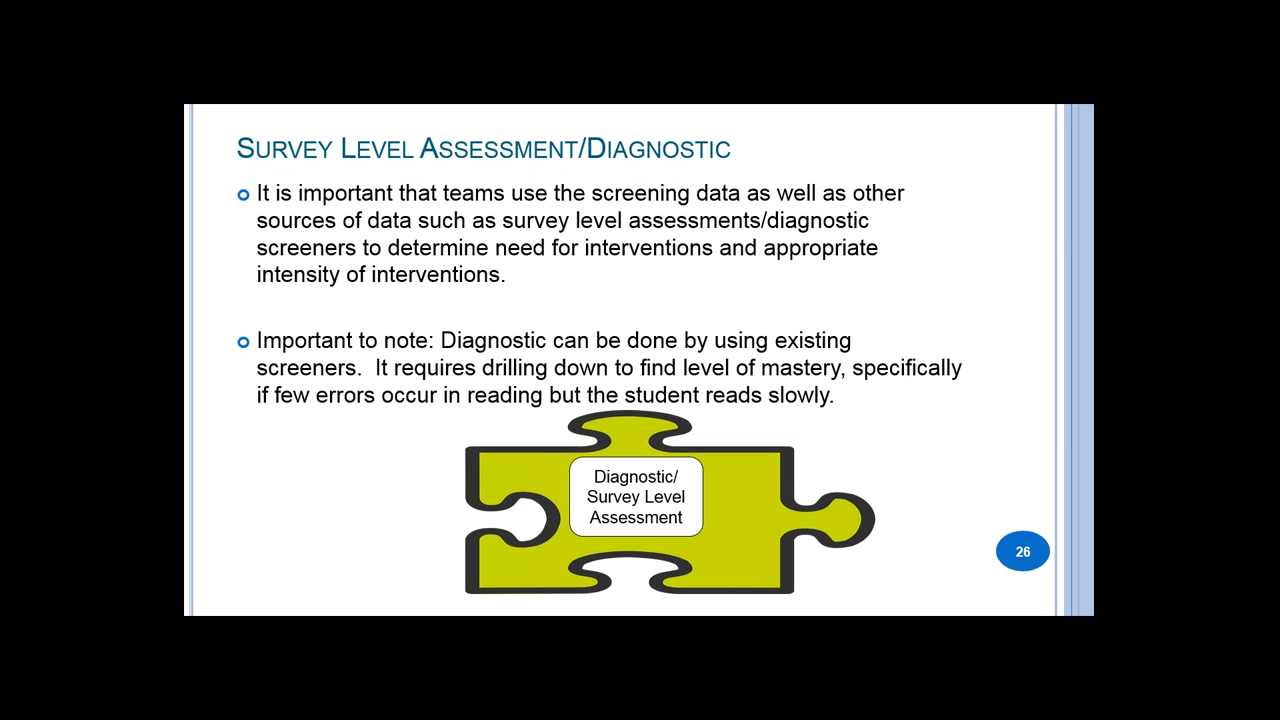 SURVEY LEVEL ASSESSMENT/DIAGNOSTIC
It is important that teams use the screening data as well as other
sources of data such as survey level assessments/diagnostic
screeners to determine need for interventions and appropriate
intensity of interventions.
Important to note: Diagnostic can be done by using existing
screeners.  It requires drilling down to find level of mastery, specifically
if few errors occur in reading but the student reads slowly.
Diagnostic/
Survey Level
Assessment
26